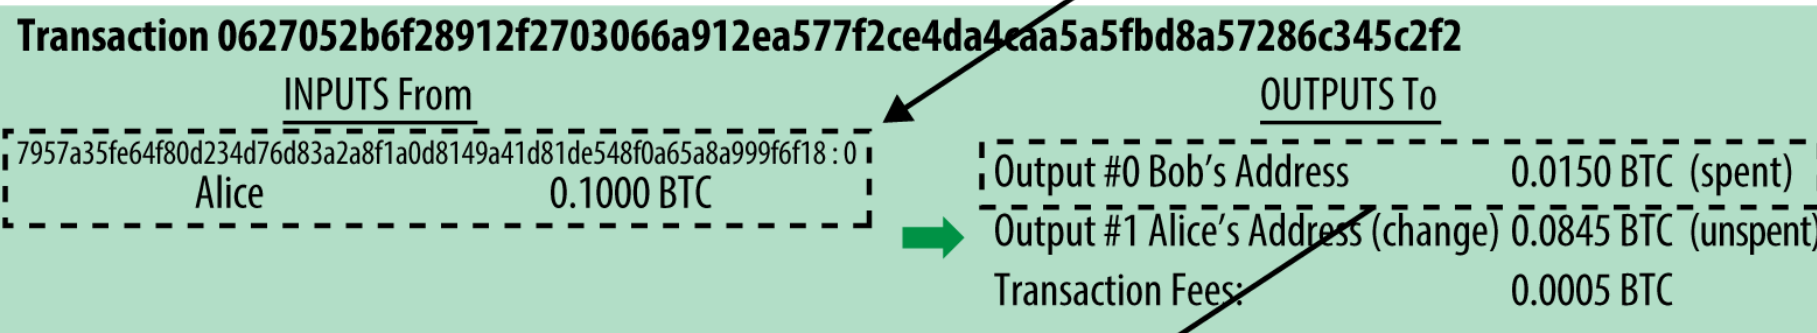 Transaction 0627052b6f28912f2703066a912ea577f2ce4da4caa5a5fbd8a57286c345c2f2
INPUTS From
OUTPUTS To
7957a35fe64f80d234d76d83a2a8f1a0d8149a41d81de548f0a65a8a999f6f18 : 0
Alice 0.1000 BTC
Output #0 Bob's Address 0.0150 BTC (spent)
Output #1 Alice's Address (change) 0.0845 BTC (unspent)
Transaction Fees: 0.0005 BTC